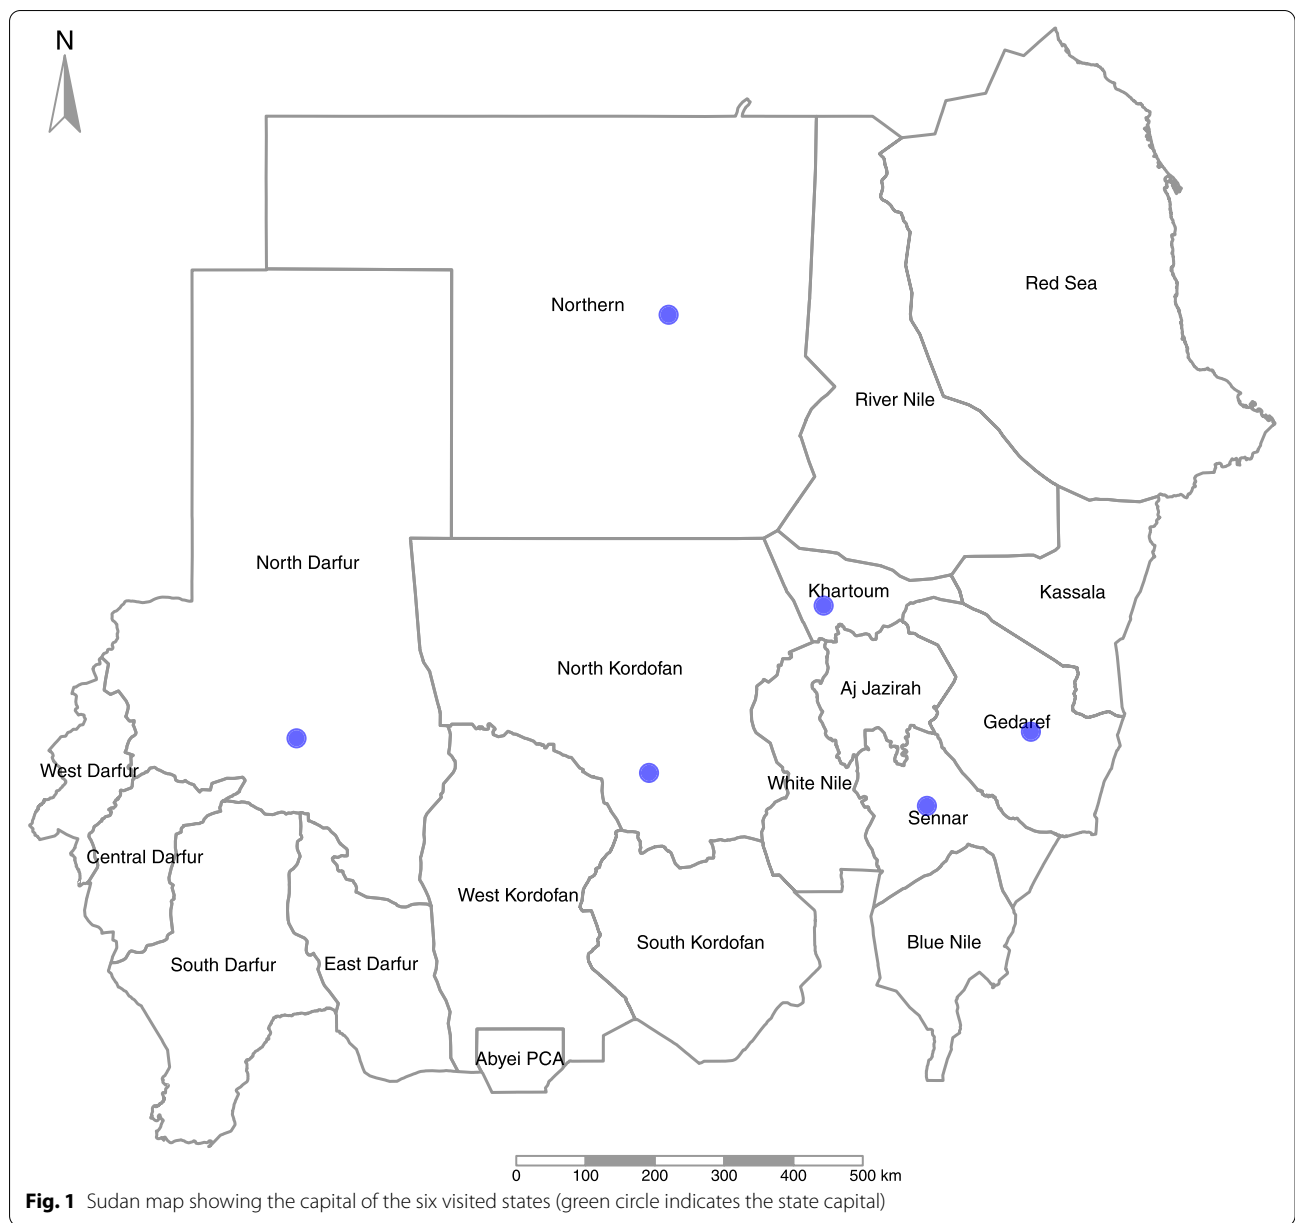 N
Northern
Red Sea
River Nile
North Darfur
Khartoum
Kassala
North Kordofan
Aj Jazirah
Gedaref
West Darfur
White Nile
Sennar
Central Darfur
West Kordofan
South Kordofan
Blue Nile
South Darfur
East Darfur
Abyei PCA
0 100 200 300 400 500 km
Fig. 1 Sudan map showing the capital of the six visited states (green circle indicates the state capital)